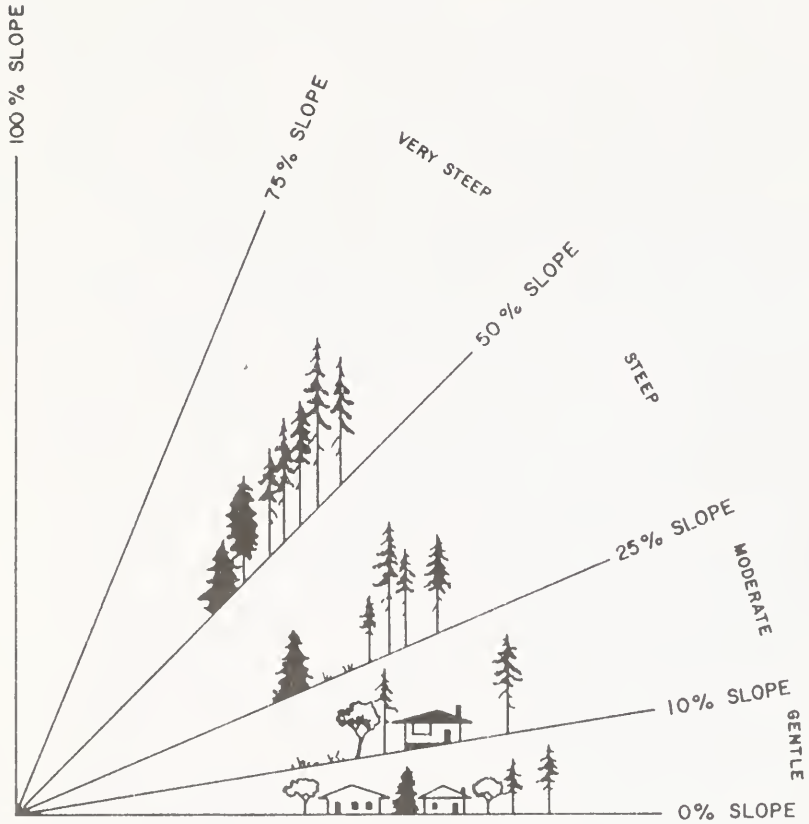 100% SLOPE
75% SLOPE
VERY STEEP
50% SLOPE
STEEP
25% SLOPE
MODERATE
10% SLOPE
GENTLE
0% SLOPE